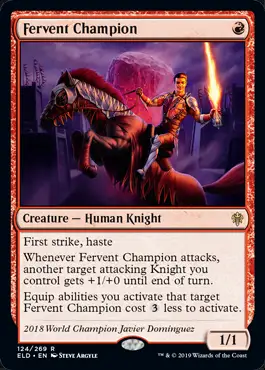 Fervent Champion
Creature — Human Knight
First strike, haste
Whenever Fervent Champion attacks,
another target attacking Knight you
control gets +1/+0 until end of turn.
Equip abilities you activate that target
Fervent Champion cost 3 less to activate.
2018 World Champion Javier Dominguez
1/1
124/269 R
ELD • EN STEVE ARGYLE
™ & © 2019 Wizards of the Coast